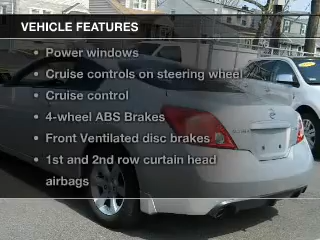 VEHICLE FEATURES
• Power windows
• Cruise controls on steering wheel
• Cruise control
• 4-wheel ABS Brakes
• Front Ventilated disc brakes
• 1st and 2nd row curtain head
airbags